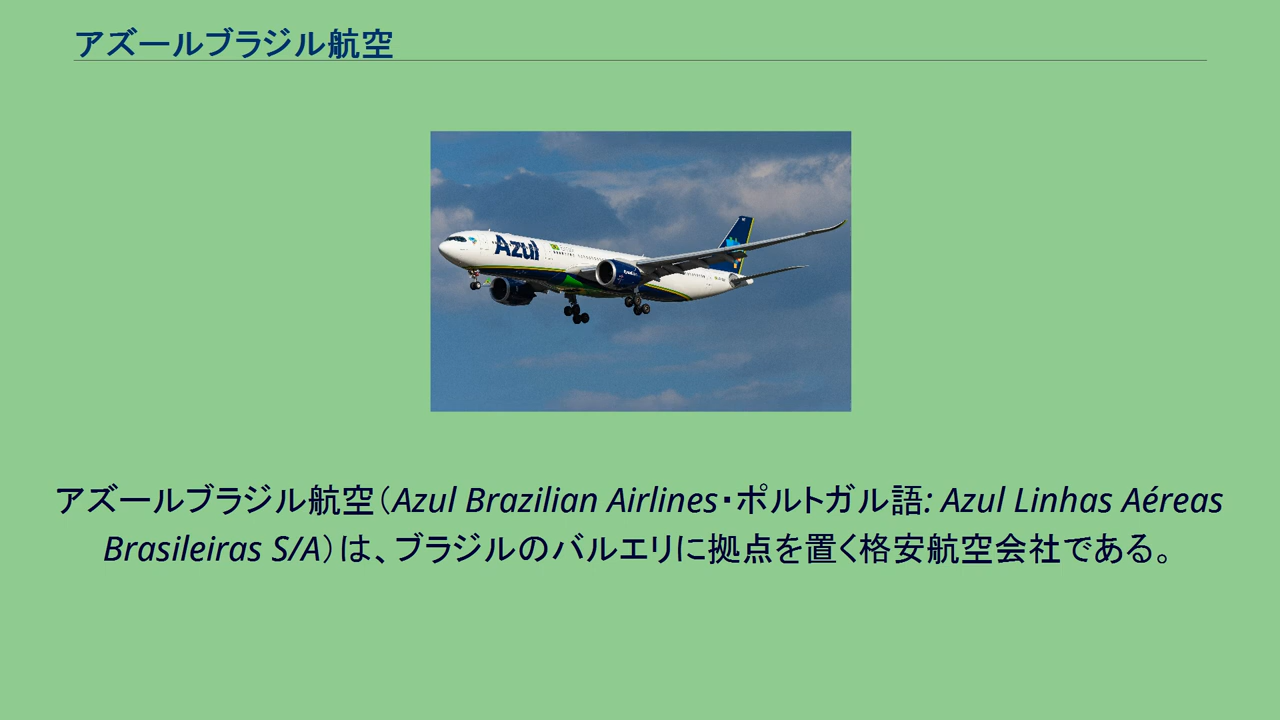 アズールブラジル航空
Azul
アズールブラジル航空（Azul Brazilian Airlines・ポルトガル語: Azul Linhas Aéreas
Brasileiras S/A）は、ブラジルのバルエリに拠点を置く格安航空会社である。